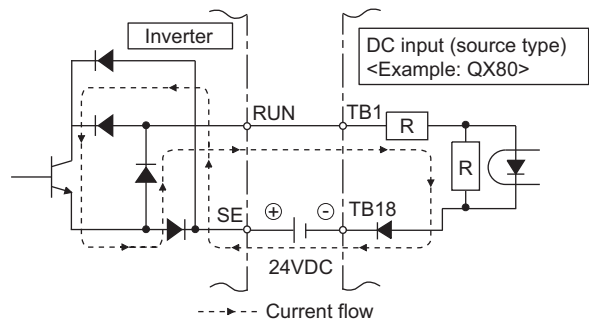 Inverter
DC input (source type)
<Example: QX80>
RUN
TB1
R
R
SE
+
-
TB18
24VDC
Current flow